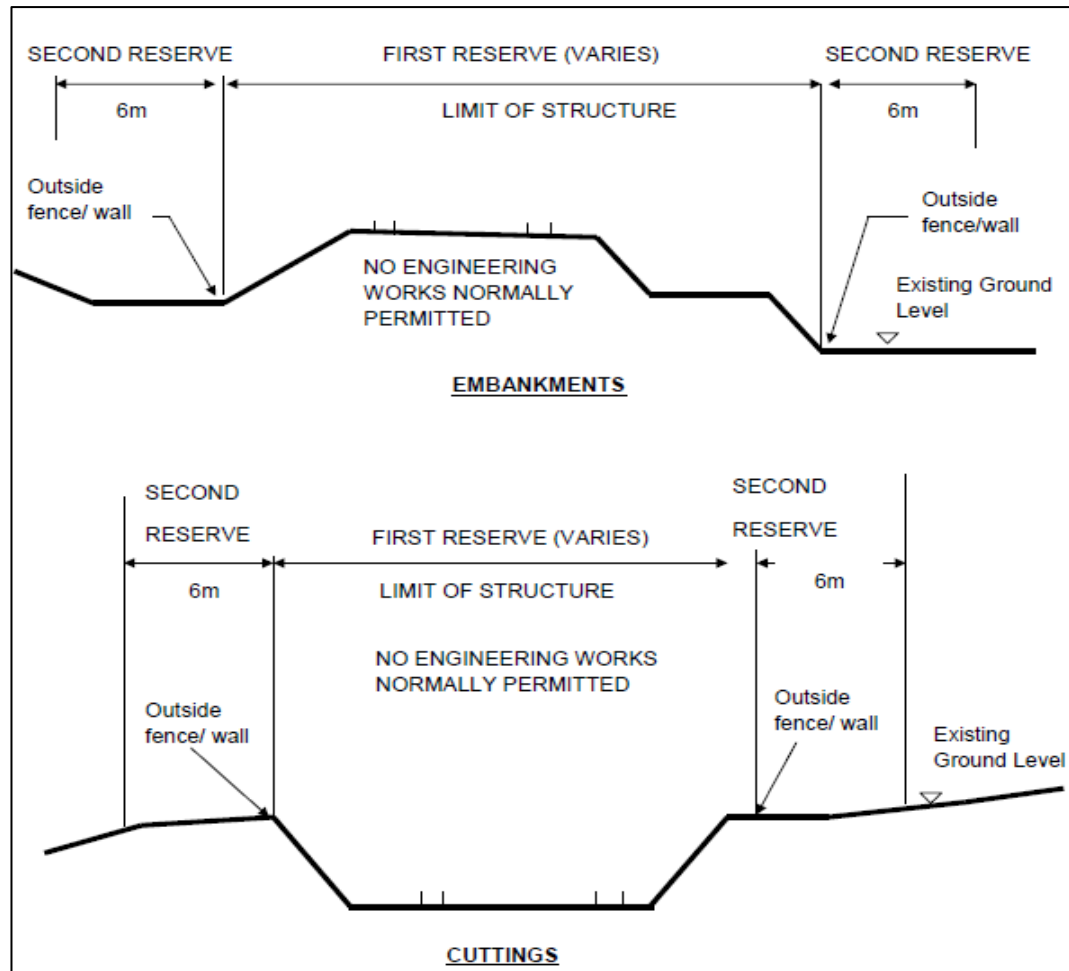 SECOND RESERVE
FIRST RESERVE (VARIES)
SECOND RESERVE
6m
LIMIT OF STRUCTURE
6m
Outside
fence/ wall
Outside
fence/wall
NO ENGINEERING
WORKS NORMALLY
PERMITTED
Existing Ground
Level
EMBANKMENTS
SECOND
RESERVE
FIRST RESERVE (VARIES)
SECOND
RESERVE
6m
LIMIT OF STRUCTURE
6m
NO ENGINEERING WORKS
NORMALLY PERMITTED
Outside
fence/ wall
Outside
fence/ wall
Existing
Ground Level
CUTTINGS